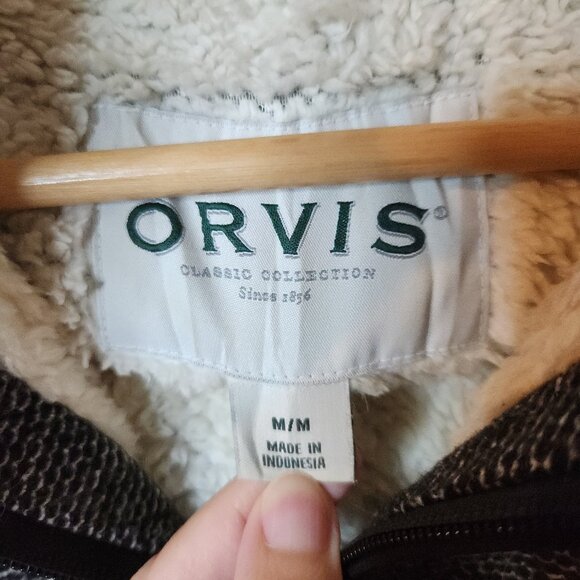 ORVIS®
CLASSIC COLLECTION
Since 1856
M/M
MADE IN
INDONESIA